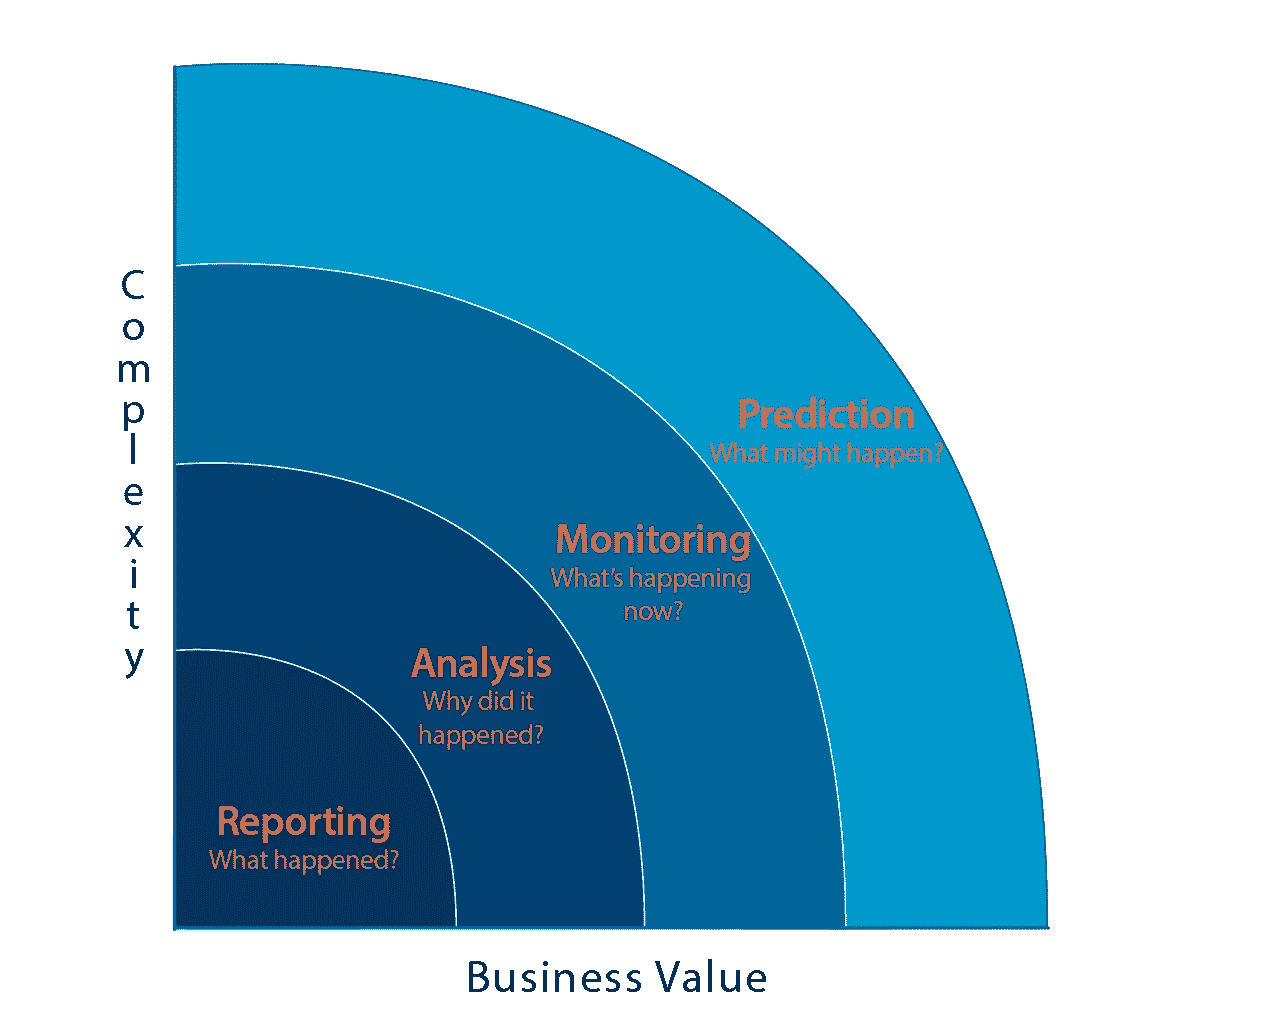 Complexity
Prediction
What might happen?
Monitoring
What's happening
now?
Analysis
Why did it
happened?
Reporting
What happened?
Business Value